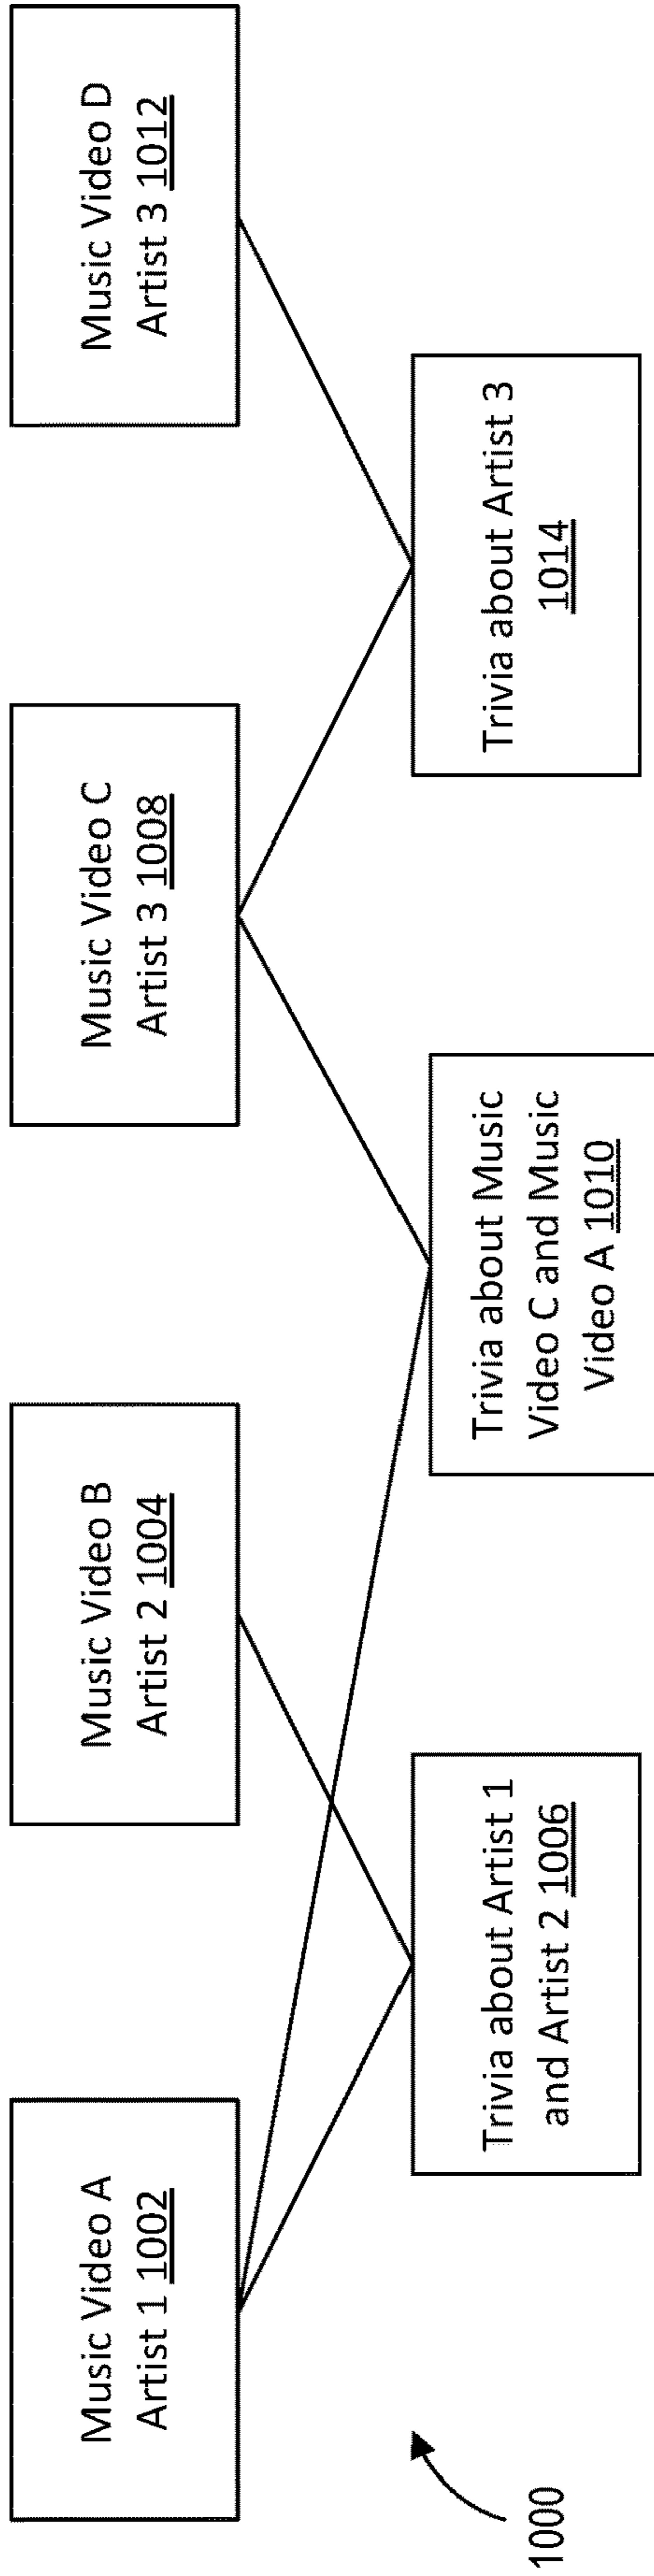 Music Video A
Artist 1 1002
Music Video B
Artist 2 1004
Music Video C
Artist 3 1008
Music Video D
Artist 3 1012
Trivia about Artist 1
and Artist 2 1006
Trivia about Music
Video C and Music
Video A 1010
Trivia about Artist 3
1014
1000